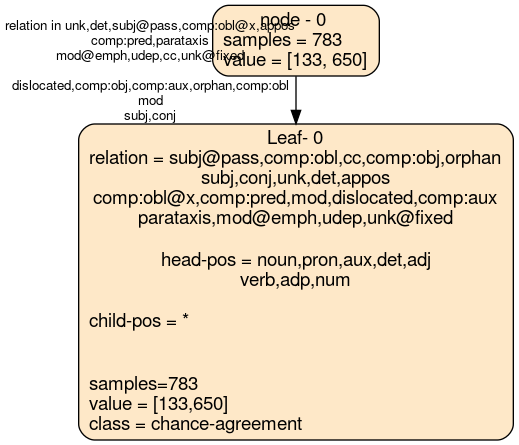 relation in unk,det,subj@pass,comp:obl@x,appos
comp:pred,parataxis
mod@emph,udep,cc,unk@fixed
dislocated,comp:obj,comp:aux,orphan,comp:obl
mod
subj,conj
node - 0
samples = 783
value = [133, 650]
Leaf- 0
relation = subj@pass,comp:obl,cc,comp:obj,orphan
subj,conj,unk,det,appos
comp:obl@x,comp:pred,mod,dislocated,comp:aux
parataxis,mod@emph,udep,unk@fixed
head-pos = noun,pron,aux,det,adj
verb,adp,num
child-pos = *
samples=783
value = [133,650]
class = chance-agreement